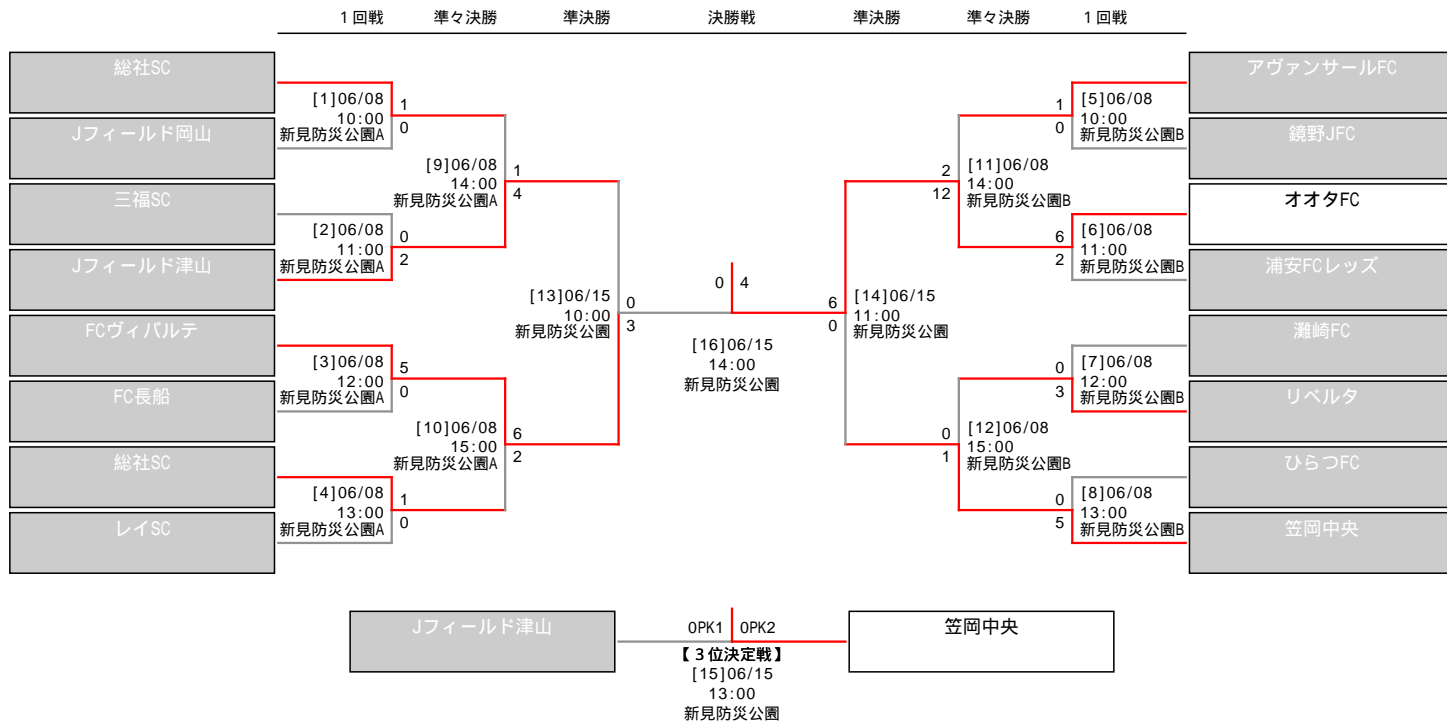 1回戦 準々決勝 準決勝 決勝戦 準決勝 準々決勝 1回戦
総社SC
[1]06/08
10:00
新見防災公園A
1
0
Jフィールド岡山
[9]06/08
14:00
新見防災公園A
1
4
三福SC
[2]06/08
11:00
新見防災公園A
0
2
Jフィールド津山
[13]06/15
10:00
新見防災公園
0
3
FCヴィパルテ
[3]06/08
12:00
新見防災公園A
5
0
FC長船
[10]06/08
15:00
新見防災公園A
6
2
総社SC
[4]06/08
13:00
新見防災公園A
1
0
レイSC
0 4
[16]06/15
14:00
新見防災公園
アヴァンサールFC
1
0
[5]06/08
10:00
新見防災公園B
鏡野JFC
2
12
[11]06/08
14:00
新見防災公園B
オオタFC
6
2
[6]06/08
11:00
新見防災公園B
浦安FCレッズ
6
0
[14]06/15
11:00
新見防災公園
灘崎FC
0
3
[7]06/08
12:00
新見防災公園B
リベルタ
0
1
[12]06/08
15:00
新見防災公園B
ひらつFC
0
5
[8]06/08
13:00
新見防災公園B
笠岡中央
Jフィールド津山 0PK1 0PK2 笠岡中央
【3位決定戦】
[15]06/15
13:00
新見防災公園